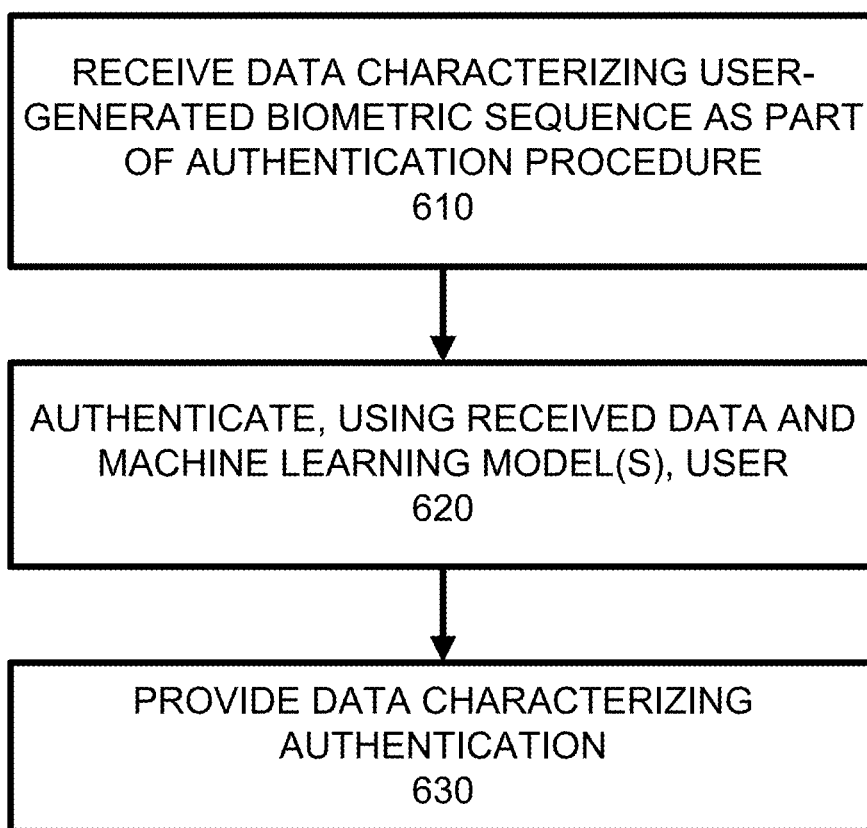 RECEIVE DATA CHARACTERIZING USER-
GENERATED BIOMETRIC SEQUENCE AS PART
OF AUTHENTICATION PROCEDURE
610
AUTHENTICATE, USING RECEIVED DATA AND
MACHINE LEARNING MODEL(S), USER
620
PROVIDE DATA CHARACTERIZING
AUTHENTICATION
630